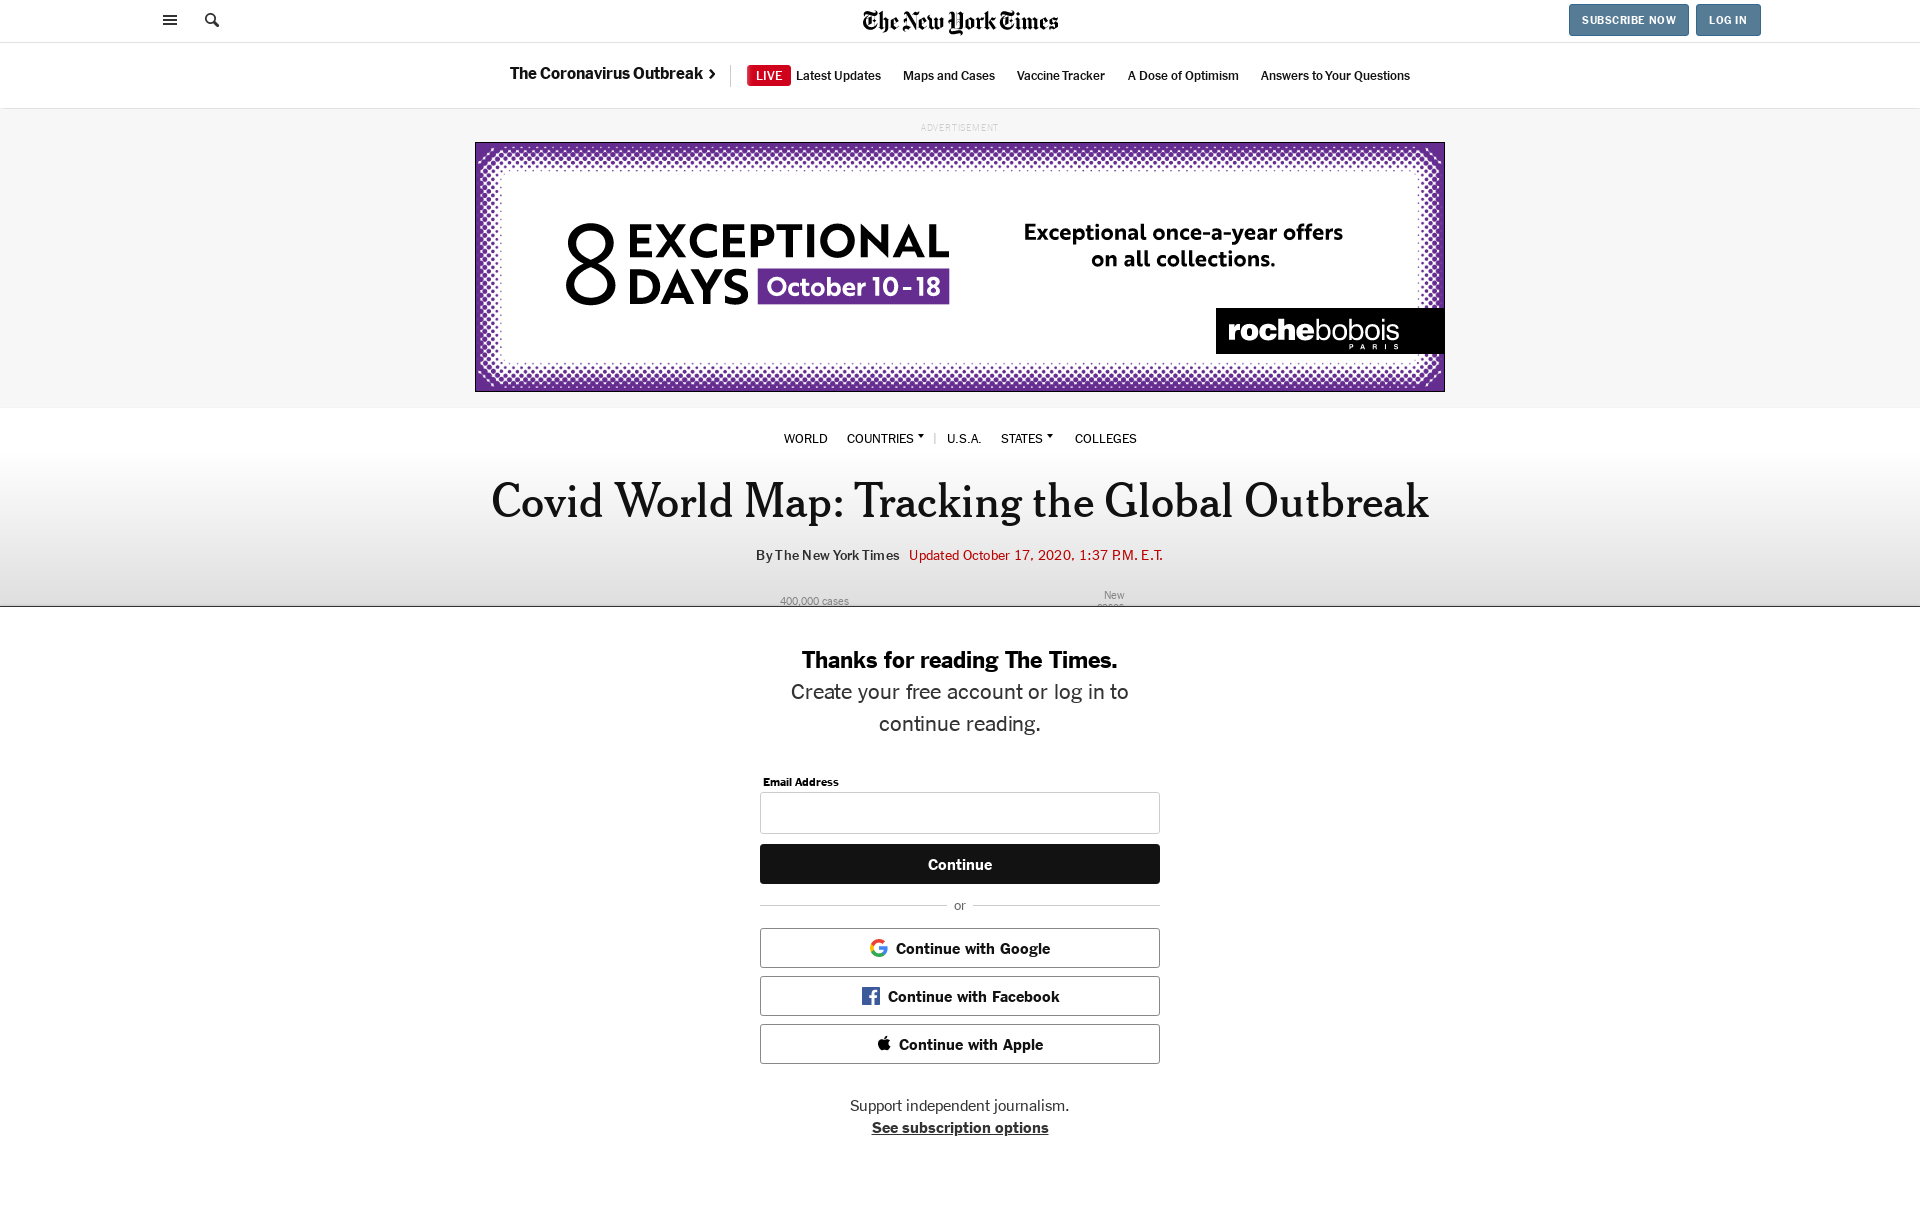 The New York Times
SUBSCRIBE NOW
LOG IN
The Coronavirus Outbreak
LIVE Latest Updates
Maps and Cases
Vaccine Tracker
A Dose of Optimism
Answers to Your Questions
ADVERTISEMENT
8 EXCEPTIONAL
DAYS October 10 - 18
Exceptional once-a-year offers
on all collections.
rochebobois
PARIS
WORLD
COUNTRIES
U.S.A.
STATES
COLLEGES
Covid World Map: Tracking the Global Outbreak
By The New York Times Updated October 17, 2020, 1:37 P.M. E.T.
400,000 cases
New
cases
Thanks for reading The Times.
Create your free account or log in to
continue reading.
Email Address
Continue
or
Continue with Google
Continue with Facebook
Continue with Apple
Support independent journalism.
See subscription options